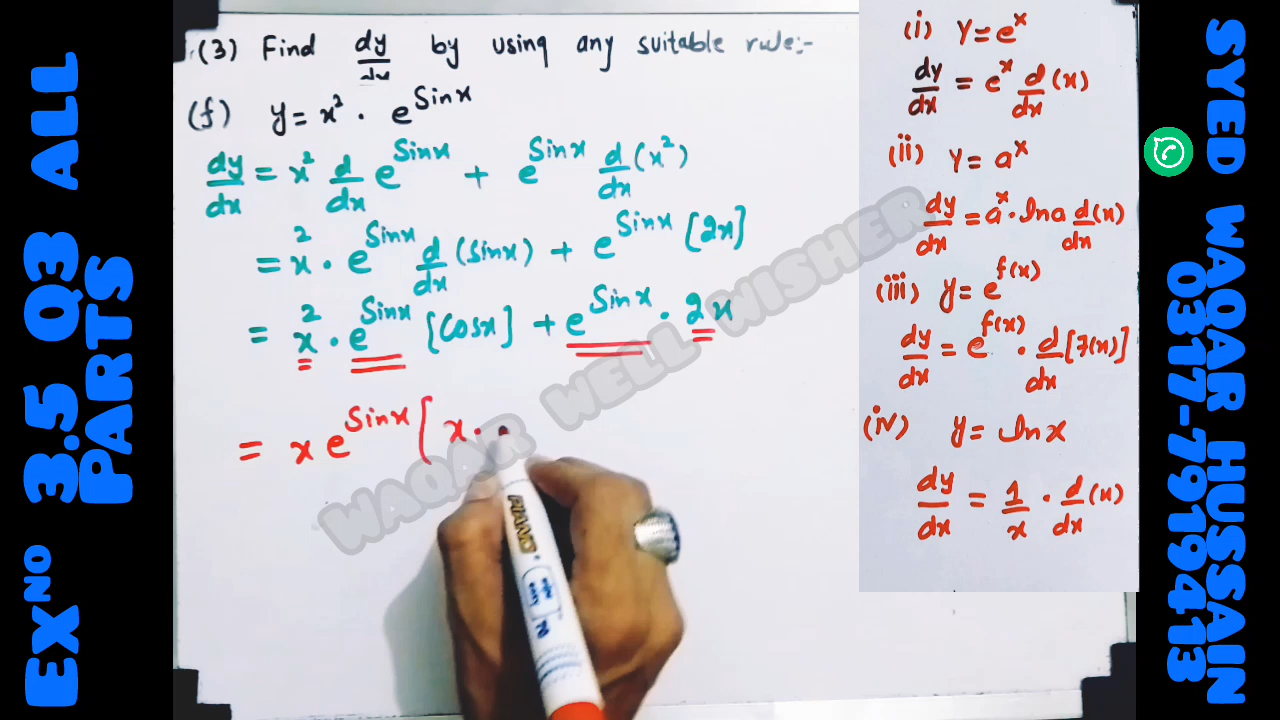 EX NO 3.5 Q3 ALL
PARTS
(3) Find dy/dx by using any suitable rule:-
(f) y = x² · e^Sinx
dy/dx = x² d/dx e^Sinx + e^Sinx d/dx (x²)
= x² · e^Sinx d/dx (Sinx) + e^Sinx [2x]
= x² · e^Sinx [Cosx] + e^Sinx · 2x
= x e^Sinx [ x ·
WAQAR WELL WISHER
PIANO
(i) Y = e^x
dy/dx = e^x d/dx (x)
(ii) Y = a^x
dy/dx = a^x · lna d/dx (x)
(iii) y = e^f(x)
dy/dx = e^f(x) · d/dx [f(x)]
(iv) y = ln x
dy/dx = 1/x · d/dx (x)
SYED WAQAR HUSSAIN
0317-7919413